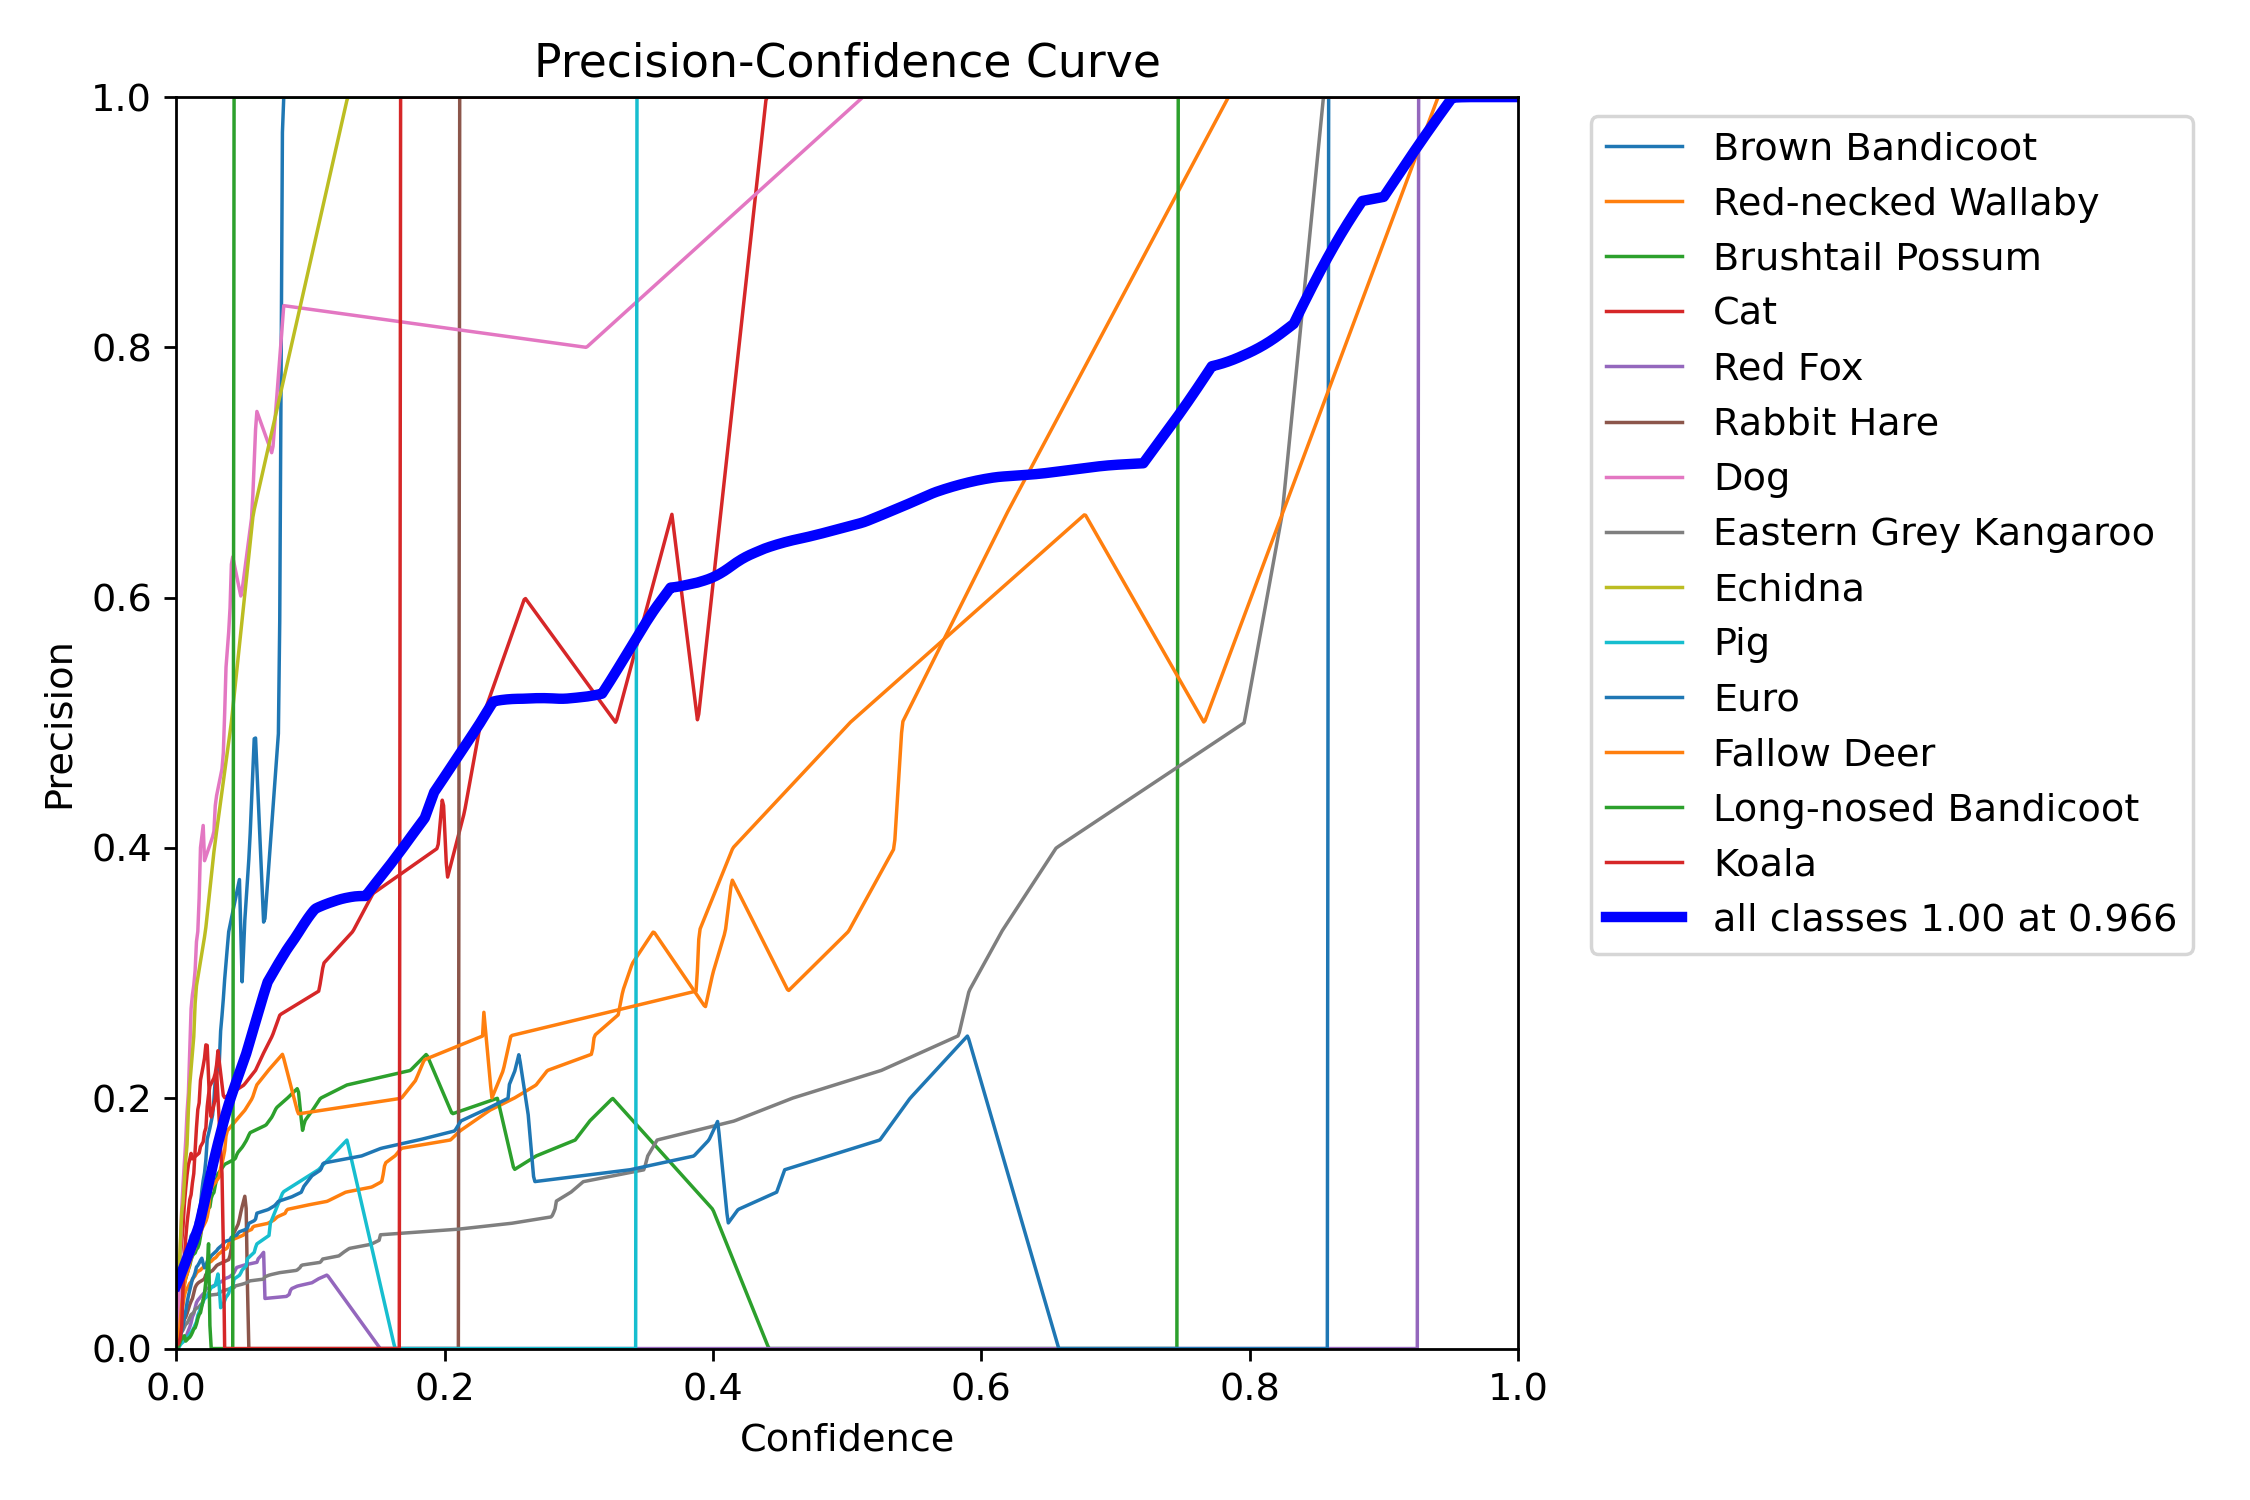 Precision-Confidence Curve
1.0
0.8
0.6
0.4
0.2
0.0
Precision
0.0 0.2 0.4 0.6 0.8 1.0
Confidence
Brown Bandicoot
Red-necked Wallaby
Brushtail Possum
Cat
Red Fox
Rabbit Hare
Dog
Eastern Grey Kangaroo
Echidna
Pig
Euro
Fallow Deer
Long-nosed Bandicoot
Koala
all classes 1.00 at 0.966